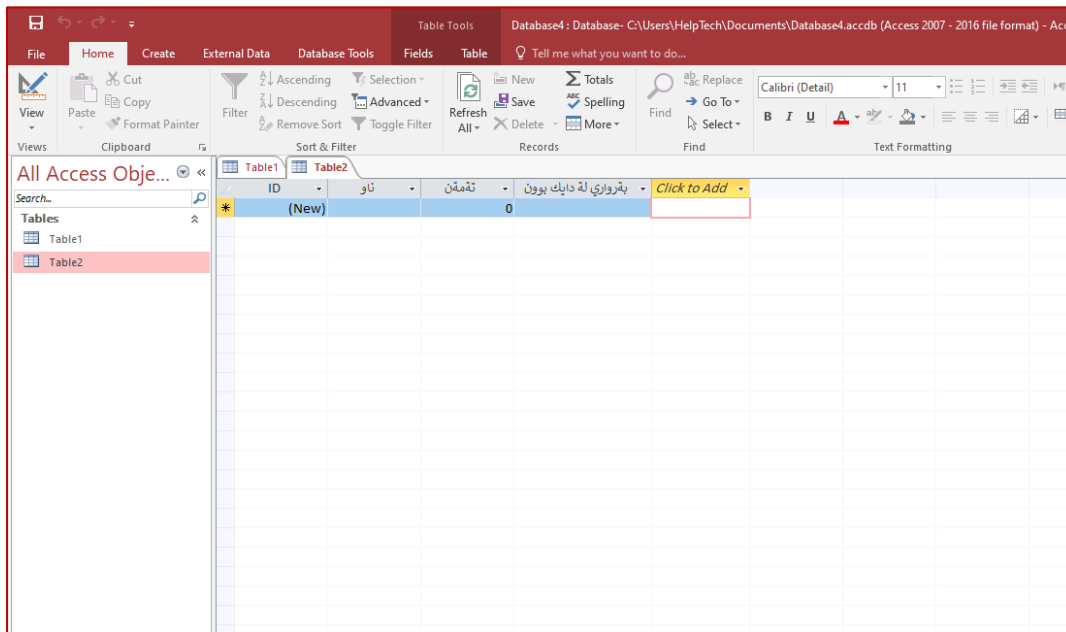 Table Tools
Database4 : Database- C:\Users\HelpTech\Documents\Database4.accdb (Access 2007 - 2016 file format) - Acc
File Home Create External Data Database Tools Fields Table Tell me what you want to do...
View
Paste
Cut
Copy
Format Painter
Filter
Ascending
Descending
Remove Sort
Selection
Advanced
Toggle Filter
Refresh All
New
Save
Delete
Totals
Spelling
More
Find
Replace
Go To
Select
Calibri (Detail) 11
B I U A
Views Clipboard Sort & Filter Records Find Text Formatting
All Access Obje...
Search...
Tables
Table1
Table2
Table1 Table2
ID ناو تةمةن بةرواري لة دايك بوون Click to Add
(New) 0